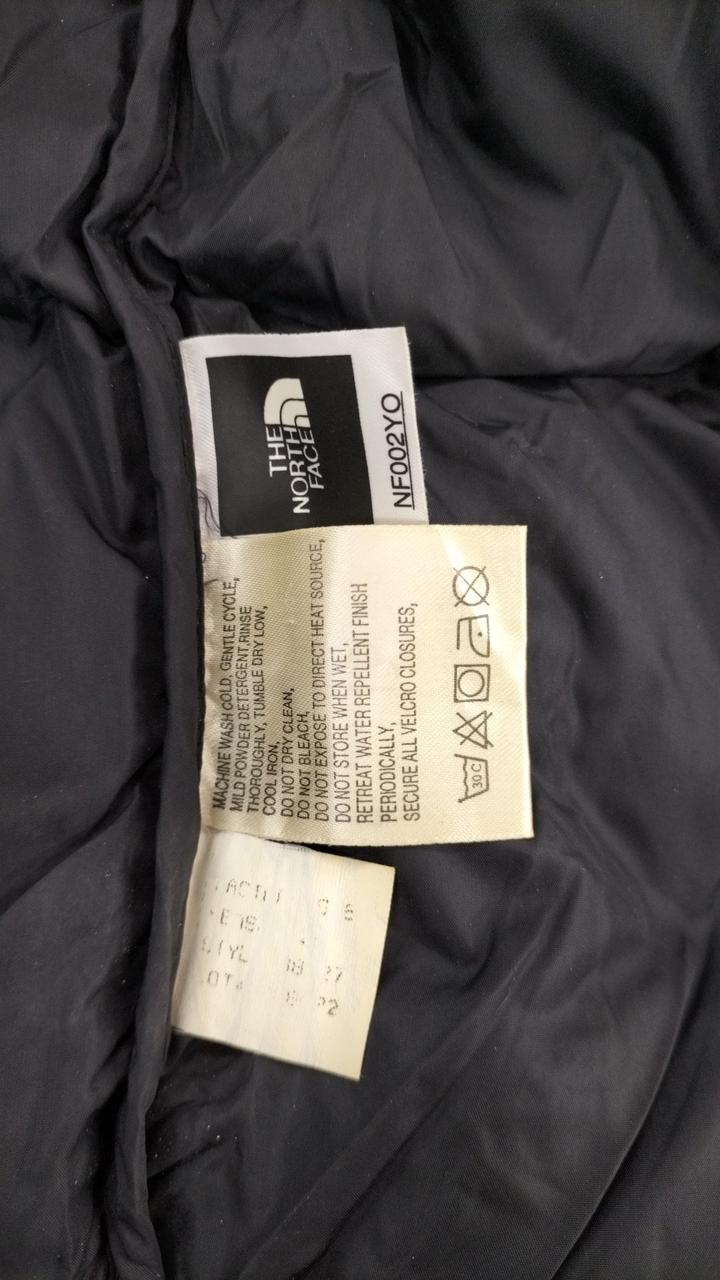 THE
NORTH
FACE
NF002YO
MACHINE WASH COLD. GENTLE CYCLE,
MILD POWDER DETERGENT,RINSE
THOROUGHLY, TUMBLE DRY LOW,
COOL IRON,
DO NOT DRY CLEAN,
DO NOT BLEACH,
DO NOT EXPOSE TO DIRECT HEAT SOURCE,
DO NOT STORE WHEN WET,
RETREAT WATER REPELLENT FINISH
PERIODICALLY,
SECURE ALL VELCRO CLOSURES,
30 C